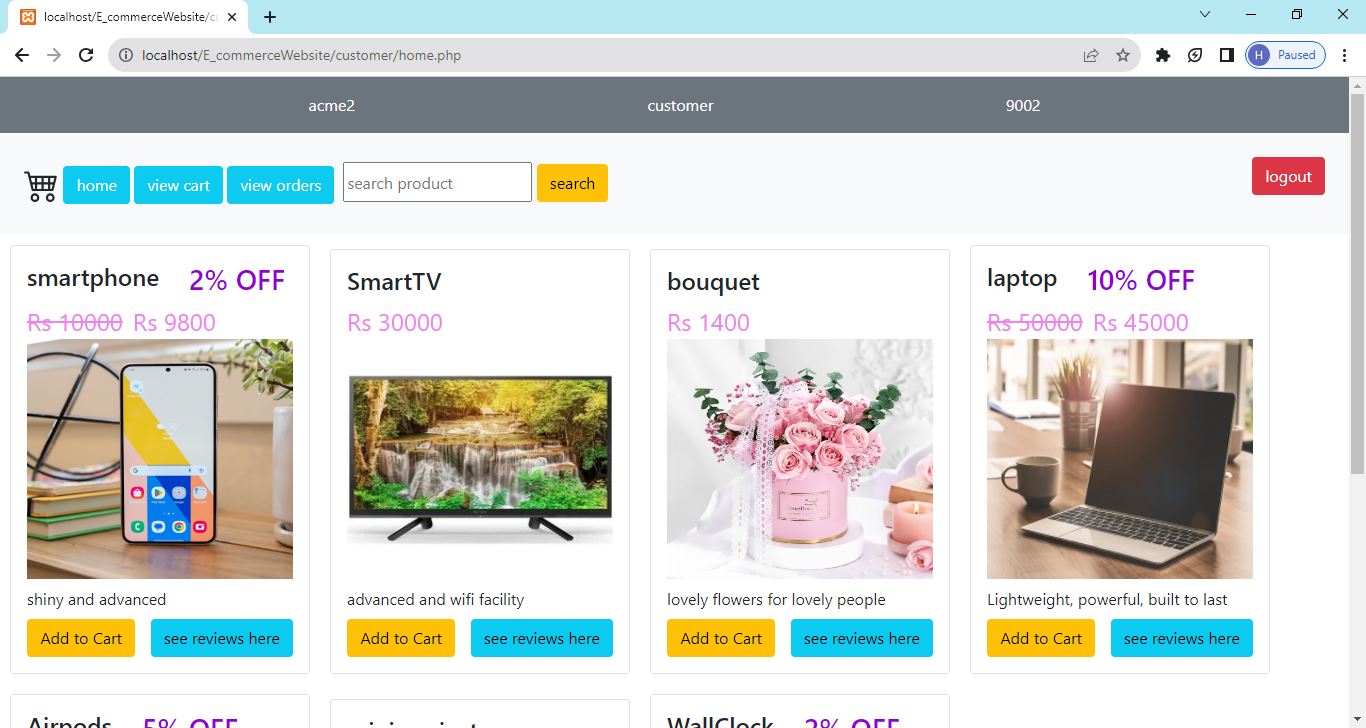 localhost/E_commerceWebsite/cu
localhost/E_commerceWebsite/customer/home.php
H Paused
acme2 customer 9002
home view cart view orders search product search logout
smartphone 2% OFF
Rs 10000 Rs 9800
shiny and advanced
Add to Cart see reviews here
SmartTV
Rs 30000
advanced and wifi facility
Add to Cart see reviews here
bouquet
Rs 1400
lovely flowers for lovely people
Add to Cart see reviews here
laptop 10% OFF
Rs 50000 Rs 45000
Lightweight, powerful, built to last
Add to Cart see reviews here
Airpods 5% OFF
WallClock 2% OFF